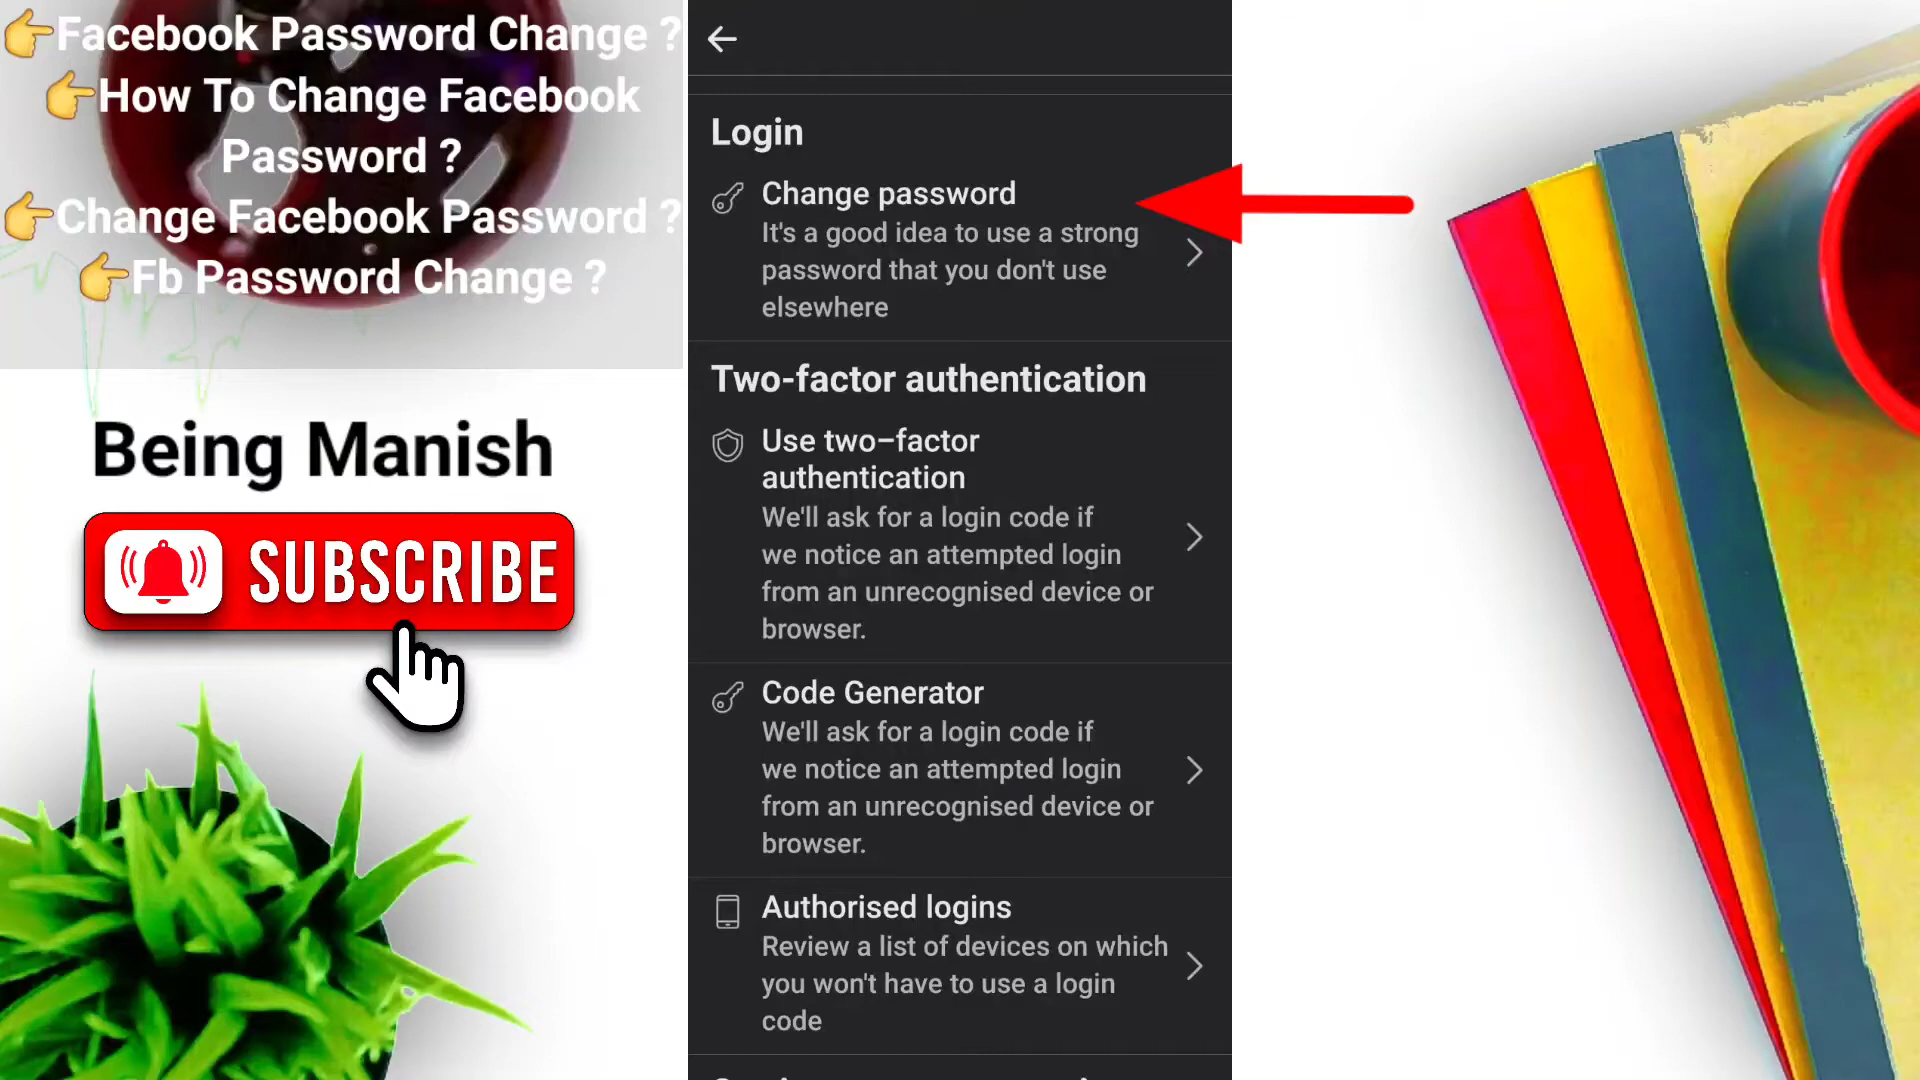 👉Facebook Password Change ?
👉How To Change Facebook
Password ?
👉Change Facebook Password ?
👉Fb Password Change ?
Being Manish
SUBSCRIBE
Login
Change password
It's a good idea to use a strong
password that you don't use
elsewhere
Two-factor authentication
Use two–factor
authentication
We'll ask for a login code if
we notice an attempted login
from an unrecognised device or
browser.
Code Generator
We'll ask for a login code if
we notice an attempted login
from an unrecognised device or
browser.
Authorised logins
Review a list of devices on which
you won't have to use a login
code